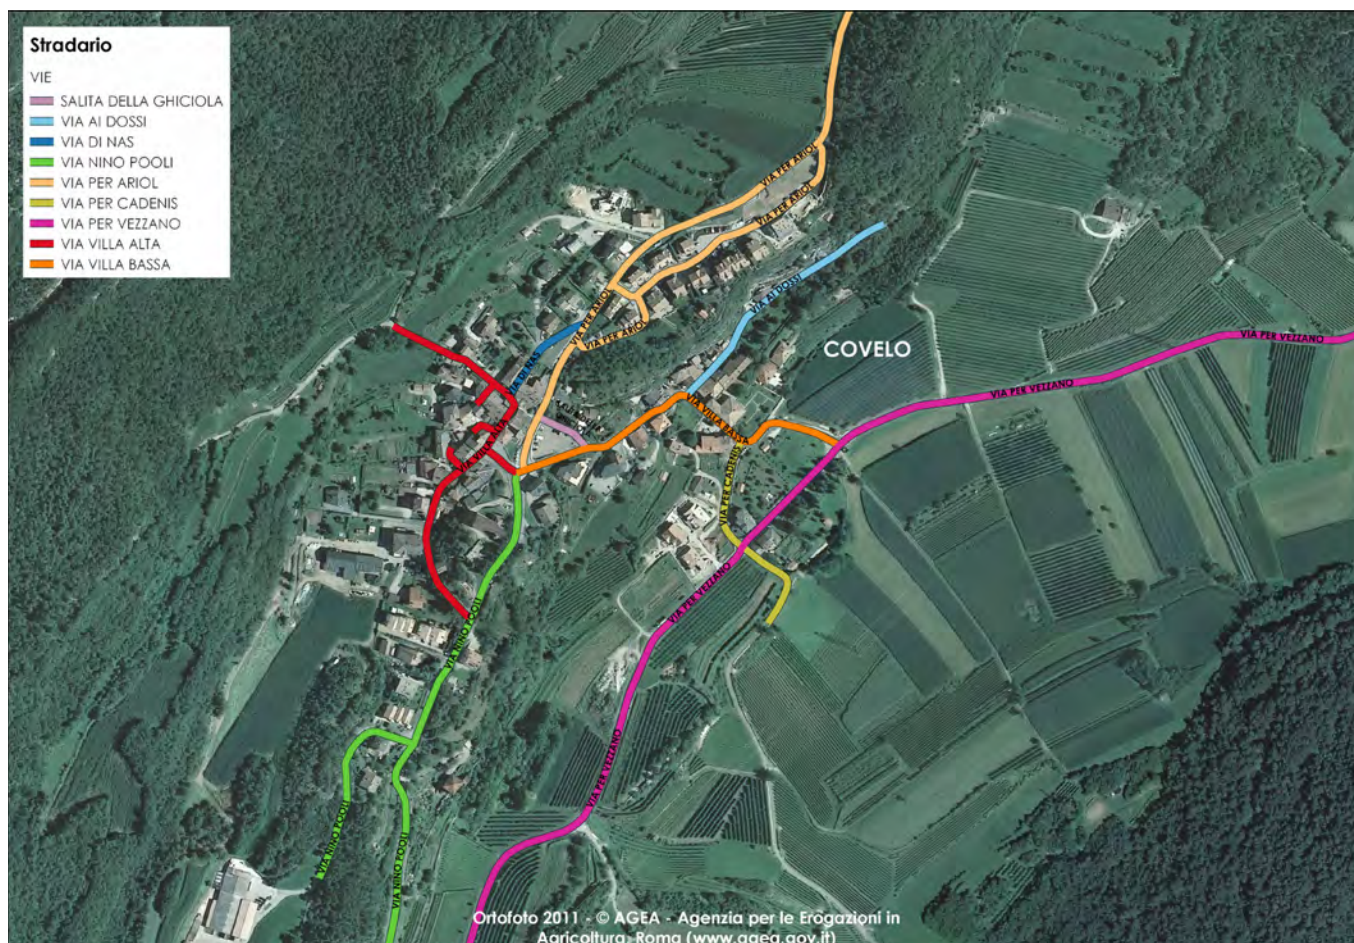 Stradario
VIE
SALITA DELLA GHICIOLA
VIA AI DOSSI
VIA DI NAS
VIA NINO POOLI
VIA PER ARIOL
VIA PER CADENIS
VIA PER VEZZANO
VIA VILLA ALTA
VIA VILLA BASSA
VIA PER ARIOL
VIA PER ARIOL
VIA PER ARIOL
VIA PER ARIOL
VIA AI DOSSI
VIA DI NAS
COVELO
VIA PER VEZZANO
VIA PER VEZZANO
VIA VILLA BASSA
VIA VILLA ALTA
VIA PER CADENIS
VIA PER VEZZANO
VIA NINO POOLI
VIA PER VEZZANO
VIA NINO POOLI
VIA NINO POOLI
Ortofoto 2011 - © AGEA - Agenzia per le Erogazioni in
Agricoltura, Roma (www.agea.gov.it)